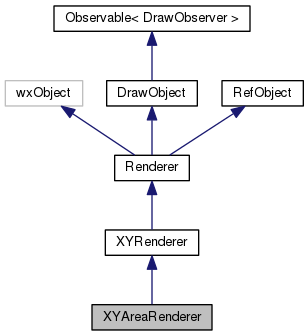 Observable< DrawObserver >
wxObject
DrawObject
RefObject
Renderer
XYRenderer
XYAreaRenderer